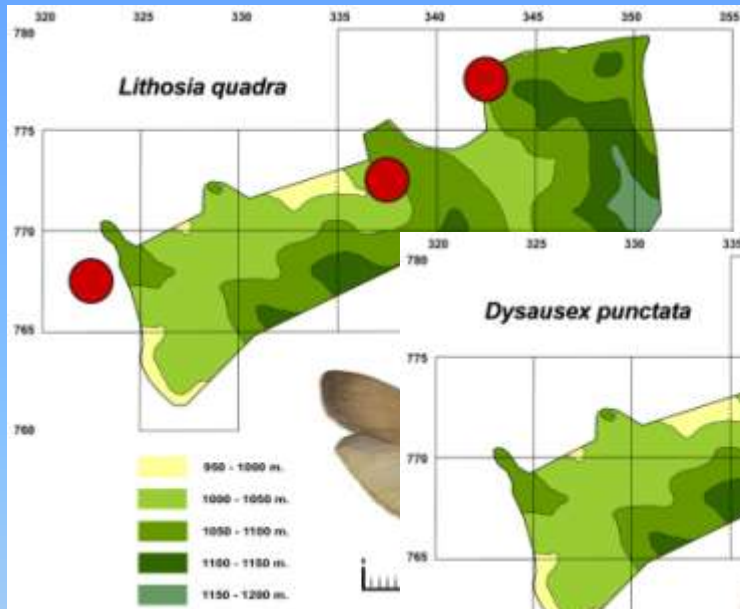 320 325 330 335 340 345 350
780
Lithosia quadra
775
770
765
760
950 - 1000 m.
1000 - 1050 m.
1050 - 1100 m.
1100 - 1150 m.
1150 - 1200 m.
320 325 330 335
780
Dysausex punctata
775
770
765